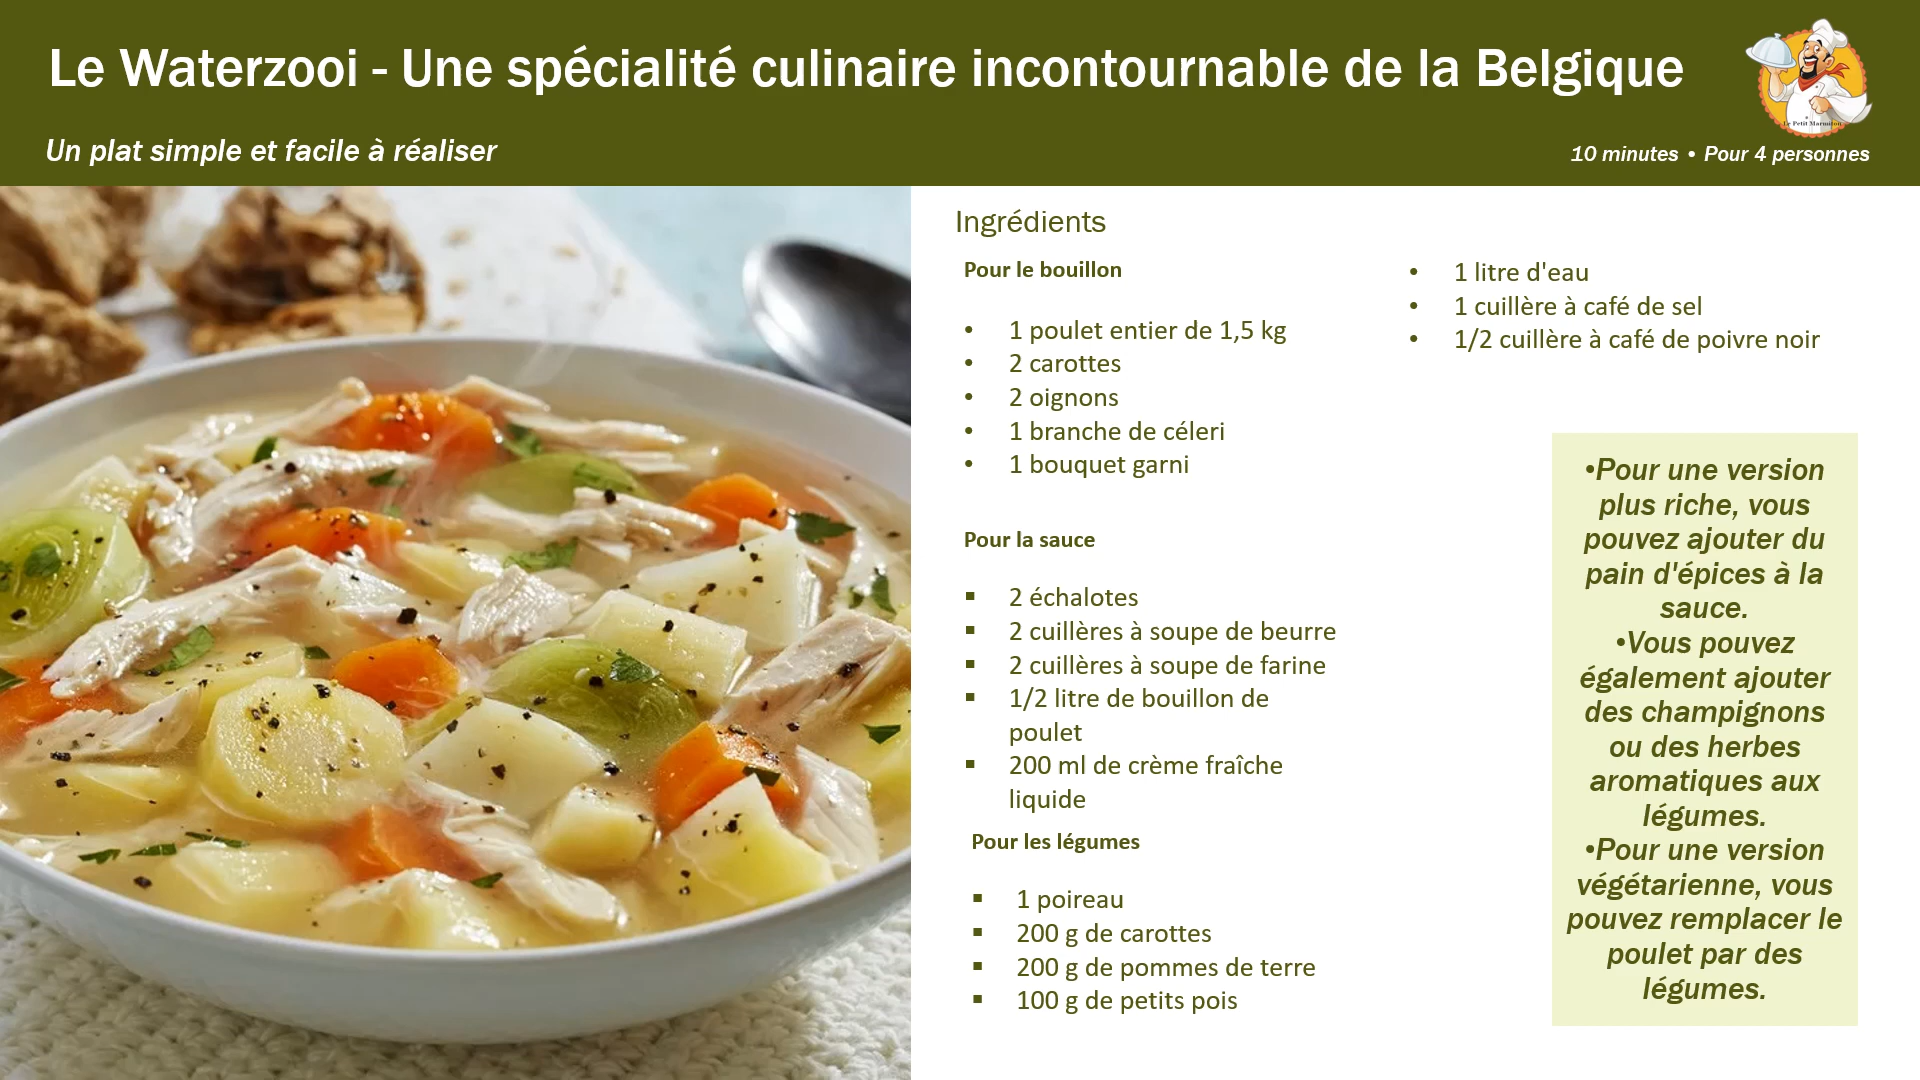 Le Waterzooi - Une spécialité culinaire incontournable de la Belgique
Le Petit Marmiton
Un plat simple et facile à réaliser
10 minutes • Pour 4 personnes
Ingrédients
Pour le bouillon
• 1 poulet entier de 1,5 kg
• 2 carottes
• 2 oignons
• 1 branche de céleri
• 1 bouquet garni
• 1 litre d'eau
• 1 cuillère à café de sel
• 1/2 cuillère à café de poivre noir
Pour la sauce
▪ 2 échalotes
▪ 2 cuillères à soupe de beurre
▪ 2 cuillères à soupe de farine
▪ 1/2 litre de bouillon de
poulet
▪ 200 ml de crème fraîche
liquide
Pour les légumes
▪ 1 poireau
▪ 200 g de carottes
▪ 200 g de pommes de terre
▪ 100 g de petits pois
•Pour une version
plus riche, vous
pouvez ajouter du
pain d'épices à la
sauce.
•Vous pouvez
également ajouter
des champignons
ou des herbes
aromatiques aux
légumes.
•Pour une version
végétarienne, vous
pouvez remplacer le
poulet par des
légumes.